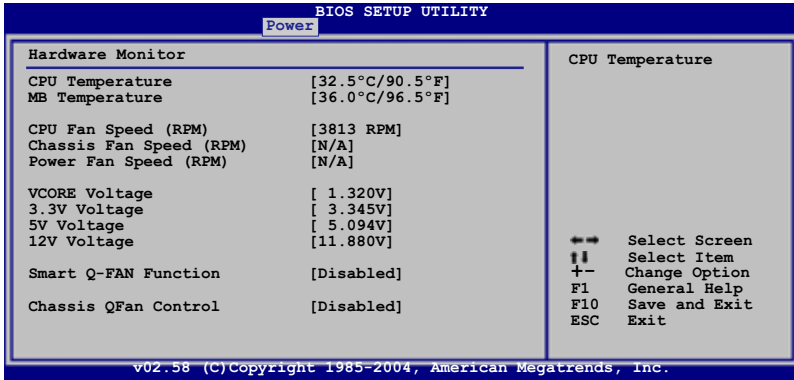 BIOS SETUP UTILITY
Power
Hardware Monitor
CPU Temperature [32.5°C/90.5°F]
MB Temperature [36.0°C/96.5°F]
CPU Fan Speed (RPM) [3813 RPM]
Chassis Fan Speed (RPM) [N/A]
Power Fan Speed (RPM) [N/A]
VCORE Voltage [ 1.320V]
3.3V Voltage [ 3.345V]
5V Voltage [ 5.094V]
12V Voltage [11.880V]
Smart Q-FAN Function [Disabled]
Chassis QFan Control [Disabled]
CPU Temperature
←→ Select Screen
↑↓ Select Item
+- Change Option
F1 General Help
F10 Save and Exit
ESC Exit
v02.58 (C)Copyright 1985-2004, American Megatrends, Inc.